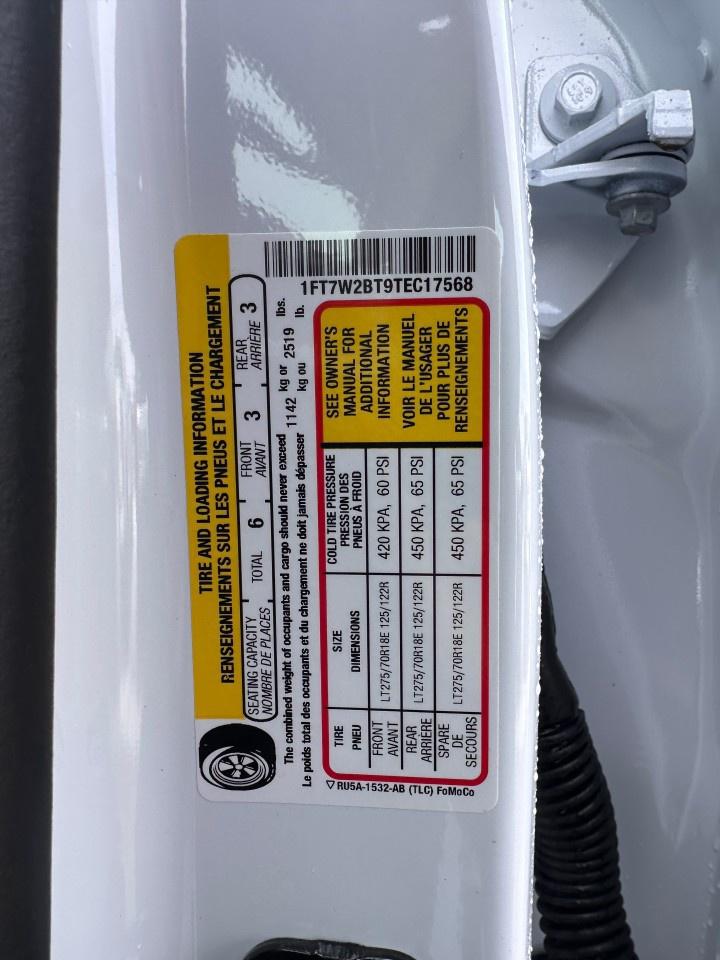 TIRE AND LOADING INFORMATION
RENSEIGNEMENTS SUR LES PNEUS ET LE CHARGEMENT
SEATING CAPACITY
NOMBRE DE PLACES
TOTAL 6
FRONT
AVANT 3
REAR
ARRIÈRE 3
The combined weight of occupants and cargo should never exceed 1142 kg or 2519 lbs.
Le poids total des occupants et du chargement ne doit jamais dépasser kg ou lb.
1FT7W2BT9TEC17568
TIRE
PNEU
SIZE
DIMENSIONS
COLD TIRE PRESSURE
PRESSION DES
PNEUS À FROID
FRONT
AVANT
LT275/70R18E 125/122R
420 KPA, 60 PSI
REAR
ARRIÈRE
LT275/70R18E 125/122R
450 KPA, 65 PSI
SPARE
DE
SECOURS
LT275/70R18E 125/122R
450 KPA, 65 PSI
SEE OWNER'S
MANUAL FOR
ADDITIONAL
INFORMATION
VOIR LE MANUEL
DE L'USAGER
POUR PLUS DE
RENSEIGNEMENTS
▽ RU5A-1532-AB (TLC) FoMoCo